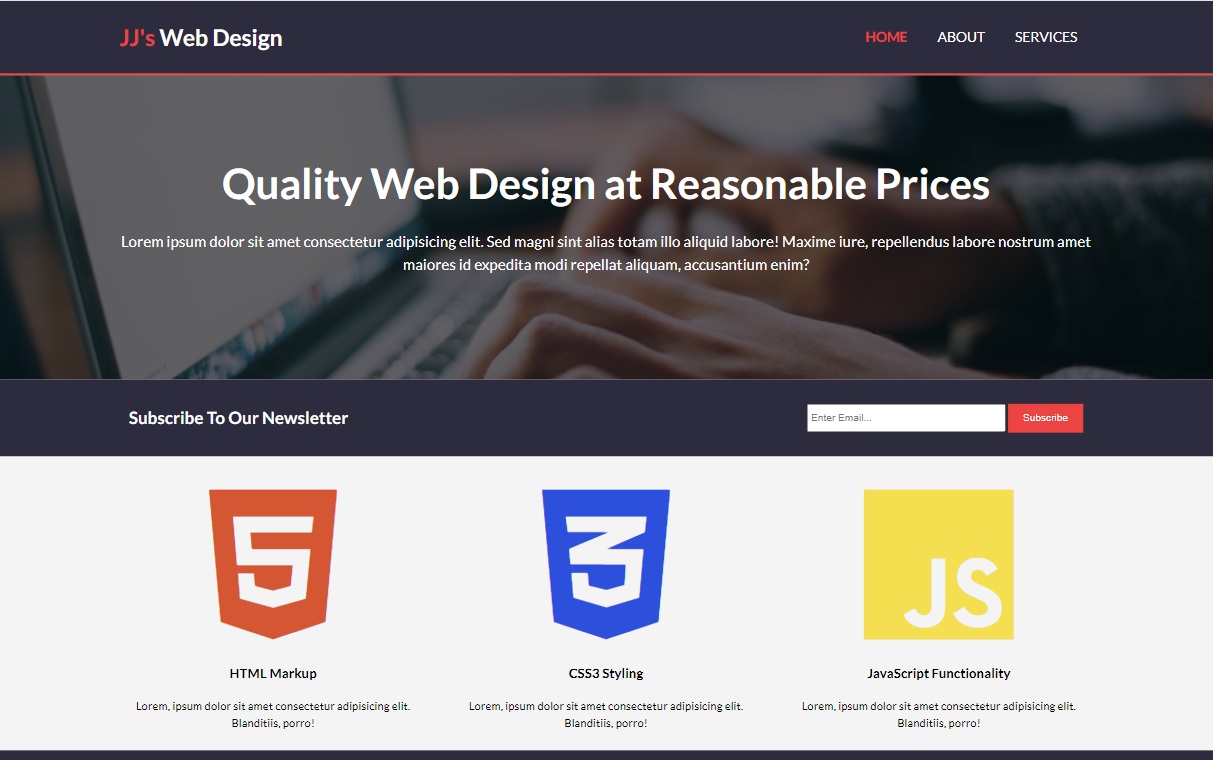 JJ's Web Design
HOME ABOUT SERVICES
Quality Web Design at Reasonable Prices
Lorem ipsum dolor sit amet consectetur adipisicing elit. Sed magni sint alias totam illo aliquid labore! Maxime iure, repellendus labore nostrum amet
maiores id expedita modi repellat aliquam, accusantium enim?
Subscribe To Our Newsletter
Enter Email...
Subscribe
5
3
JS
HTML Markup
Lorem, ipsum dolor sit amet consectetur adipisicing elit.
Blanditiis, porro!
CSS3 Styling
Lorem, ipsum dolor sit amet consectetur adipisicing elit.
Blanditiis, porro!
JavaScript Functionality
Lorem, ipsum dolor sit amet consectetur adipisicing elit.
Blanditiis, porro!